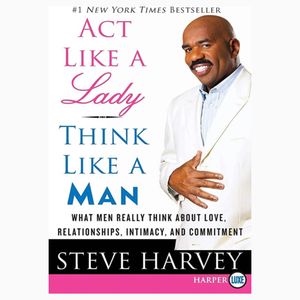 #1 NEW YORK TIMES BESTSELLER
ACT LIKE A
Lady
THINK LIKE A
MAN
WHAT MEN REALLY THINK ABOUT LOVE,
RELATIONSHIPS, INTIMACY, AND COMMITMENT
STEVE HARVEY
HARPER LUXE